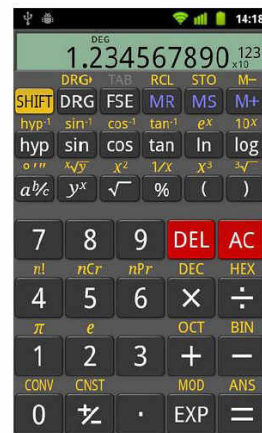 14:18
DEG
1.234567890 x10 123
DRG▸ TAB RCL STO M−
SHIFT DRG FSE MR MS M+
hyp⁻¹ sin⁻¹ cos⁻¹ tan⁻¹ eˣ 10ˣ
hyp sin cos tan ln log
o ' '' ˣ√y x² 1/x x³ ³√
aᵇ/c yˣ √ % ( )
7 8 9 DEL AC
n! nCr nPr DEC HEX
4 5 6 × ÷
π e OCT BIN
1 2 3 + −
CONV CNST MOD ANS
0 +/− . EXP =